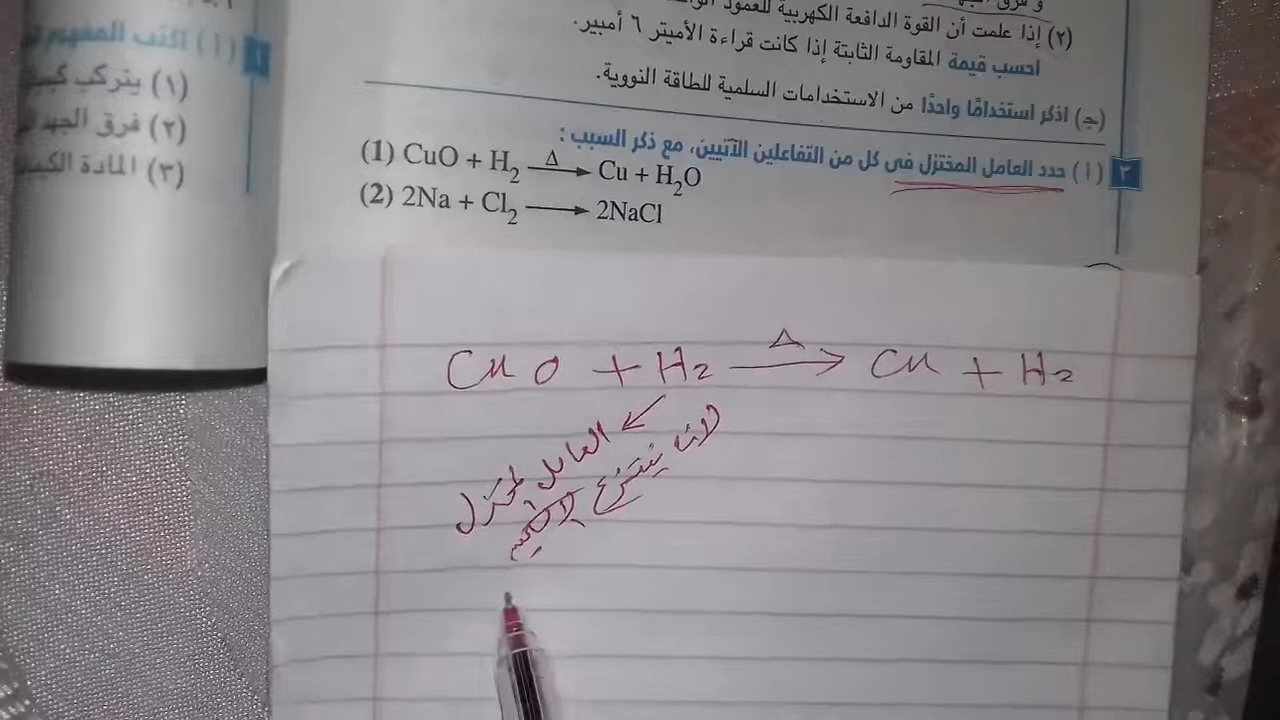 و فرق الجهد
(٢) إذا علمت أن القوة الدافعة الكهربية للعمود
احسب قيمة المقاومة الثابتة إذا كانت قراءة الأميتر ٦ أمبير.
(جـ) اذكر استخدامًا واحدًا من الاستخدامات السلمية للطاقة النووية.
٣ (أ) حدد العامل المختزل فى كل من التفاعلين الآتيين، مع ذكر السبب :
(1) CuO + H₂ —Δ→ Cu + H₂O
(2) 2Na + Cl₂ ⟶ 2NaCl
٤ (أ) اكتب المفهوم
(١) يتركب
(٢) فرق الجهد
(٣) المادة
CuO + H₂ —Δ→ Cu + H₂
العامل المختزل
لانه ينتزع الاكسجين